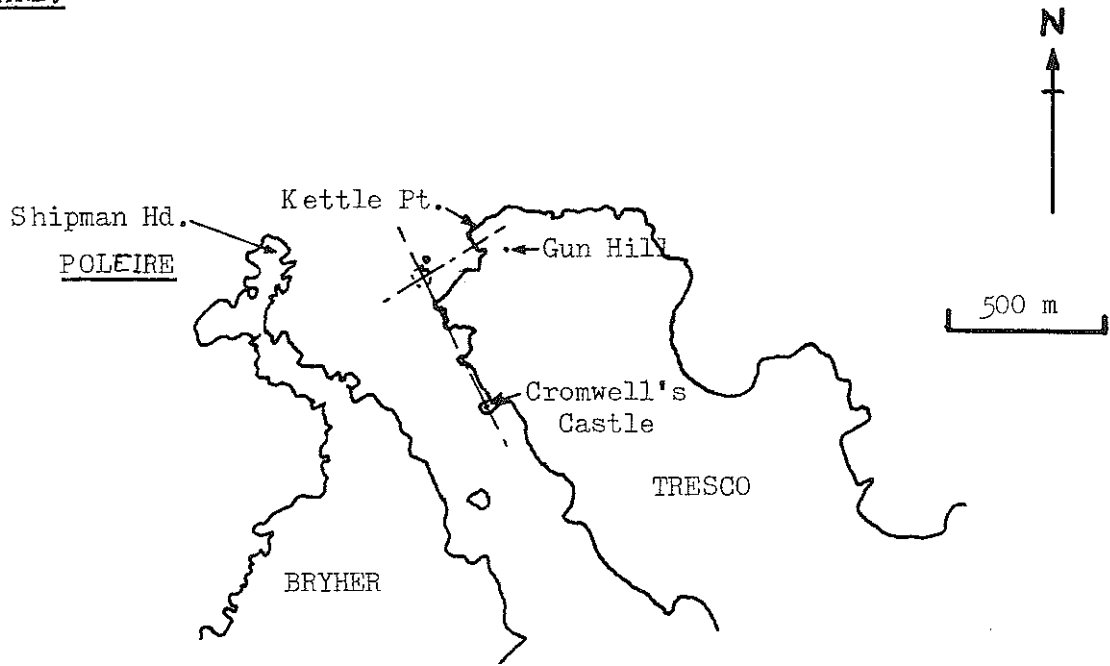 N
Kettle Pt.
Shipman Hd.
POLEIRE
Gun Hill
500 m
Cromwell's
Castle
TRESCO
BRYHER